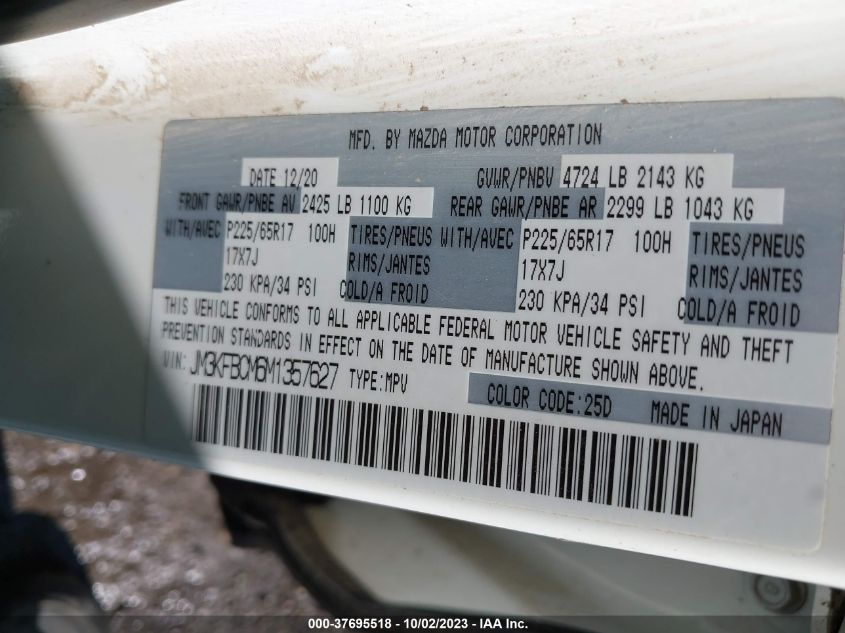 MFD. BY MAZDA MOTOR CORPORATION
DATE 12/20 GVWR/PNBV 4724 LB 2143 KG
FRONT GAWR/PNBE AV 2425 LB 1100 KG REAR GAWR/PNBE AR 2299 LB 1043 KG
WITH/AVEC P225/65R17 100H TIRES/PNEUS WITH/AVEC P225/65R17 100H TIRES/PNEUS
17X7J RIMS/JANTES 17X7J RIMS/JANTES
230 KPA/34 PSI COLD/A FROID 230 KPA/34 PSI COLD/A FROID
THIS VEHICLE CONFORMS TO ALL APPLICABLE FEDERAL MOTOR VEHICLE SAFETY AND THEFT
PREVENTION STANDARDS IN EFFECT ON THE DATE OF MANUFACTURE SHOWN ABOVE.
VIN: JM3KFBCM6M1357627 TYPE:MPV
COLOR CODE:25D MADE IN JAPAN
000-37695518 - 10/02/2023 - IAA Inc.